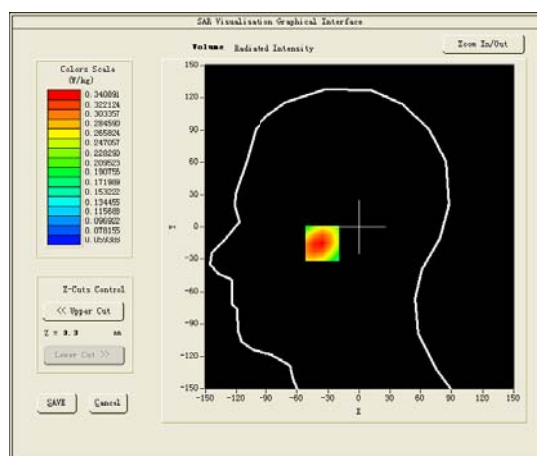 SAR Visualisation Graphical Interface
Volume Radiated Intensity
Zoom In/Out
Colors Scale
(W/kg)
0.340891
0.322124
0.303357
0.284590
0.265824
0.247057
0.228290
0.209523
0.190755
0.171989
0.153222
0.134455
0.115689
0.096922
0.078155
0.059388
Z-Cuts Control
<< Upper Cut
Z = 3.3 mm
Lower Cut >>
SAVE
Cancel
150
120
90
60
30
0
-30
-60
-90
-120
-150
Y
-150 -120 -90 -60 -30 0 30 60 90 120 150
X